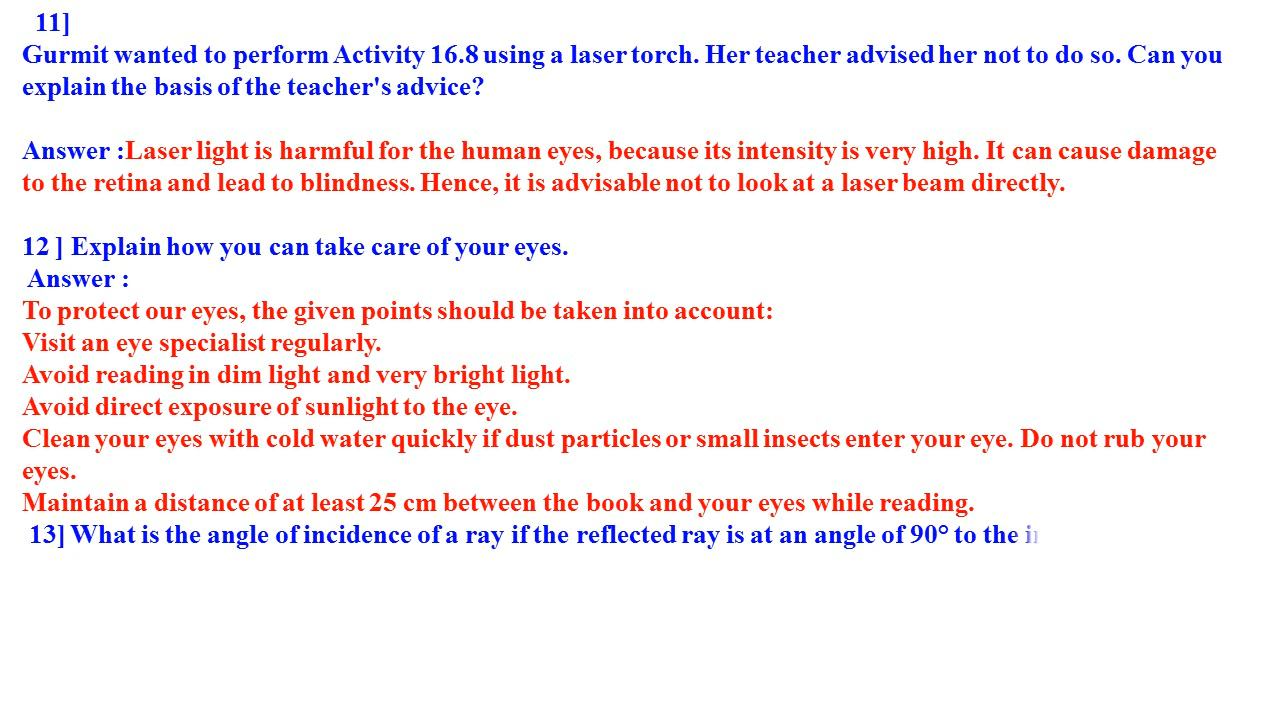 11]
Gurmit wanted to perform Activity 16.8 using a laser torch. Her teacher advised her not to do so. Can you
explain the basis of the teacher's advice?
Answer :Laser light is harmful for the human eyes, because its intensity is very high. It can cause damage
to the retina and lead to blindness. Hence, it is advisable not to look at a laser beam directly.
12 ] Explain how you can take care of your eyes.
Answer :
To protect our eyes, the given points should be taken into account:
Visit an eye specialist regularly.
Avoid reading in dim light and very bright light.
Avoid direct exposure of sunlight to the eye.
Clean your eyes with cold water quickly if dust particles or small insects enter your eye. Do not rub your
eyes.
Maintain a distance of at least 25 cm between the book and your eyes while reading.
13] What is the angle of incidence of a ray if the reflected ray is at an angle of 90° to the